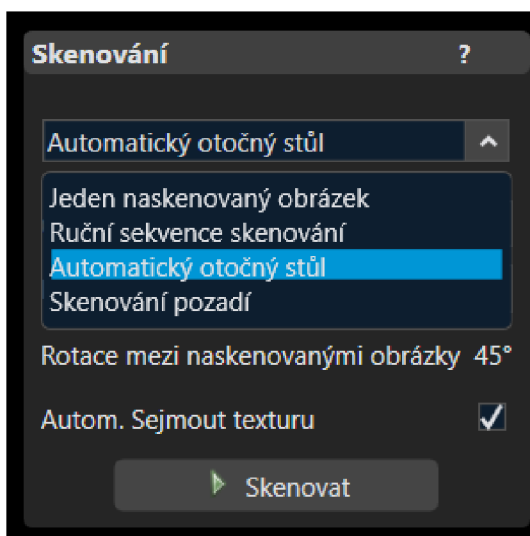 Skenování ?
Automatický otočný stůl
Jeden naskenovaný obrázek
Ruční sekvence skenování
Automatický otočný stůl
Skenování pozadí
Rotace mezi naskenovanými obrázky 45°
Autom. Sejmout texturu
Skenovat